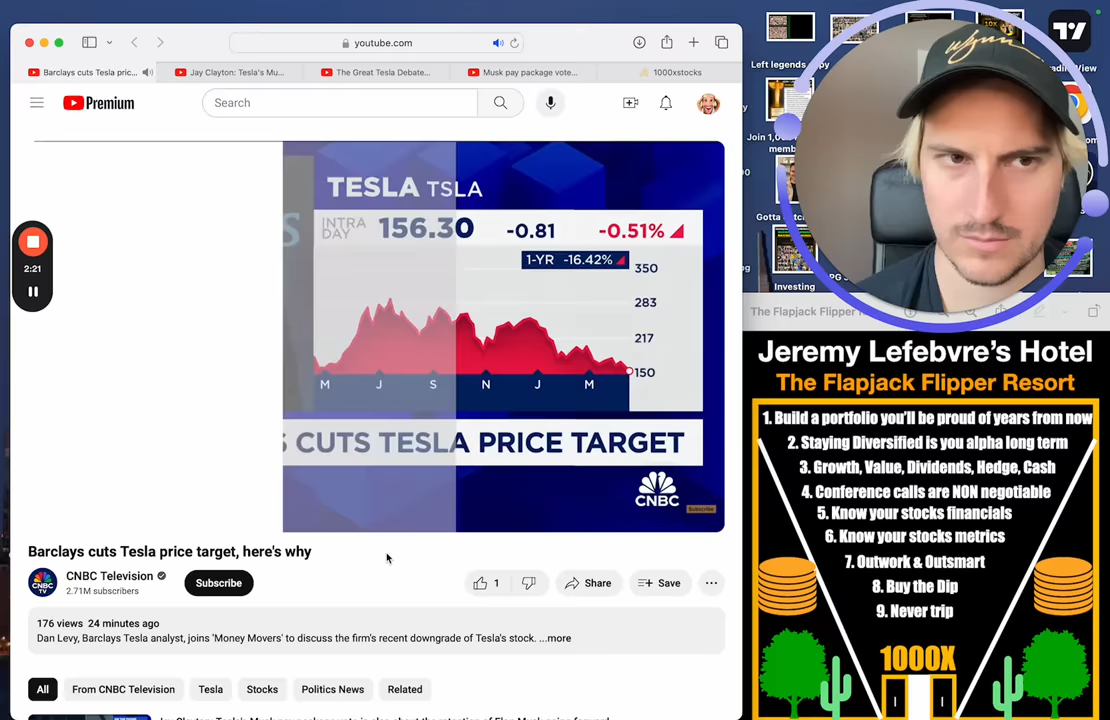 youtube.com
Barclays cuts Tesla pric...
Jay Clayton: Tesla's Mu...
The Great Tesla Debate...
Musk pay package vote...
1000xstocks
Premium
Search
Left legends
Join 1,0
memb
Gotta
Investing
2:21
TESLA TSLA
INTRA
DAY
156.30
-0.81
-0.51%
1-YR -16.42%
350
283
217
150
M J S N J M
S CUTS TESLA PRICE TARGET
CNBC
Subscribe
Barclays cuts Tesla price target, here's why
CNBC Television
2.71M subscribers
Subscribe
1
Share
Save
176 views 24 minutes ago
Dan Levy, Barclays Tesla analyst, joins 'Money Movers' to discuss the firm's recent downgrade of Tesla's stock. ...more
All
From CNBC Television
Tesla
Stocks
Politics News
Related
wynn
The Flapjack Flipper R
Jeremy Lefebvre's Hotel
The Flapjack Flipper Resort
1. Build a portfolio you'll be proud of years from now
2. Staying Diversified is you alpha long term
3. Growth, Value, Dividends, Hedge, Cash
4. Conference calls are NON negotiable
5. Know your stocks financials
6. Know your stocks metrics
7. Outwork & Outsmart
8. Buy the Dip
9. Never trip
1000X